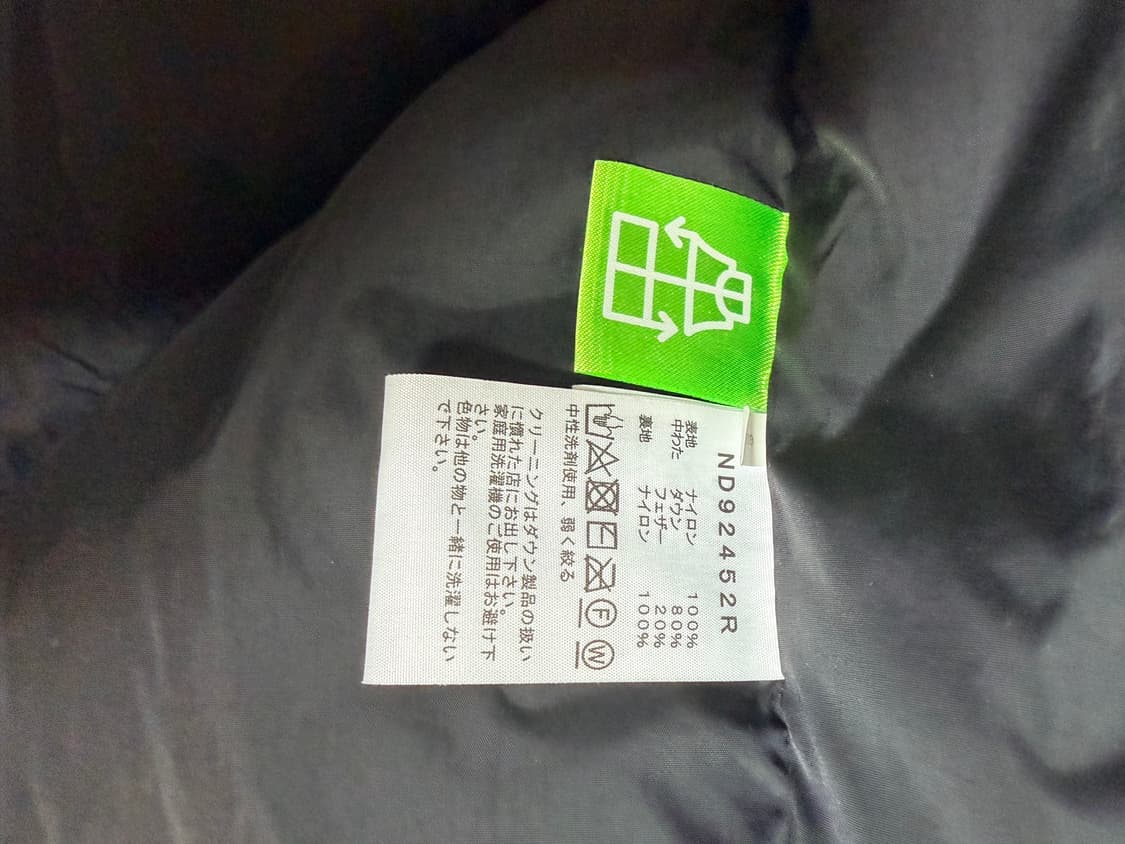 ND92452R
表地 ナイロン 100%
中わた ダウン 80%
フェザー 20%
裏地 ナイロン 100%
F W
中性洗剤使用、弱く絞る
クリーニングはダウン製品の扱い
に慣れた店にお出し下さい。
家庭用洗濯機のご使用はお避け下
さい。
色物は他の物と一緒に洗濯しない
で下さい。